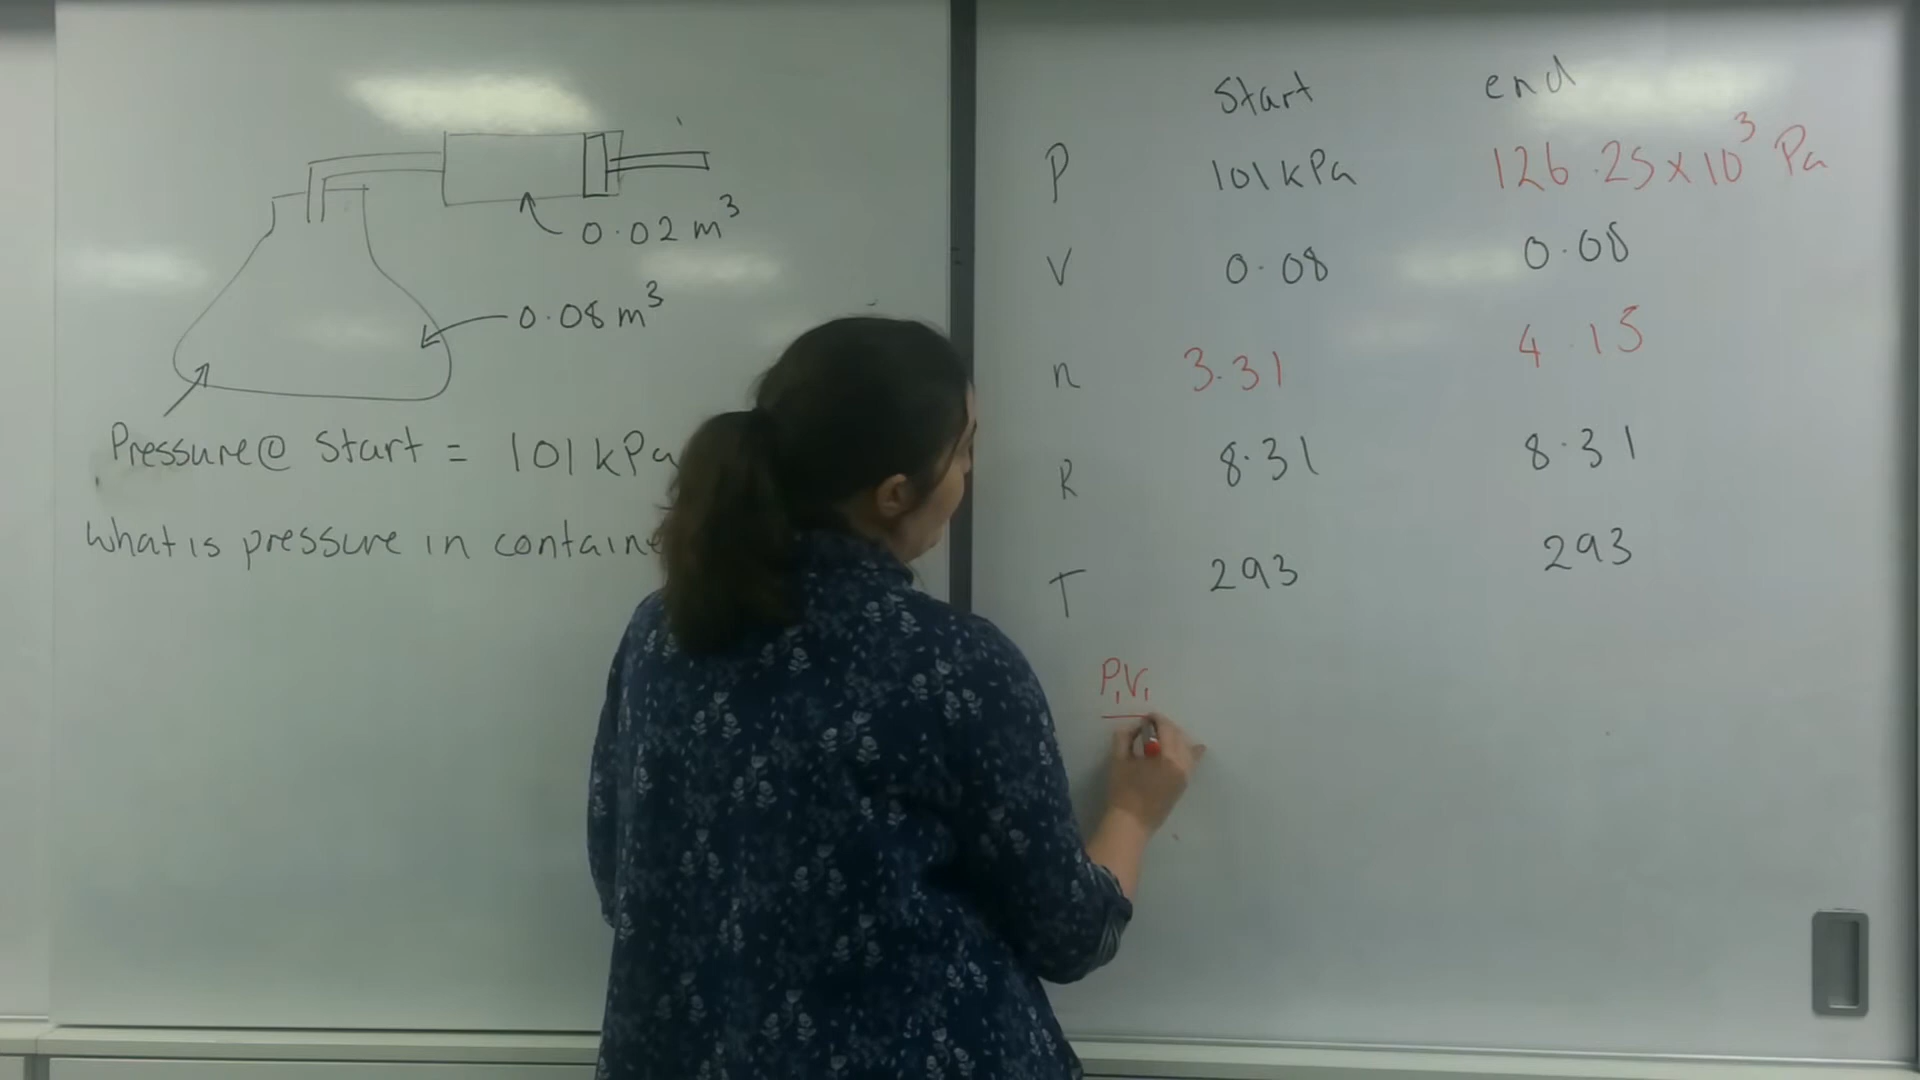 0.02 m³
0.08 m³
Pressure@ Start = 101 kPa
What is pressure in
Start end
P 101 kPa 126.25 x 10³ Pa
V 0.08 0.08
n 3.31 4.15
R 8.31 8.31
T 293 293
P₁V₁